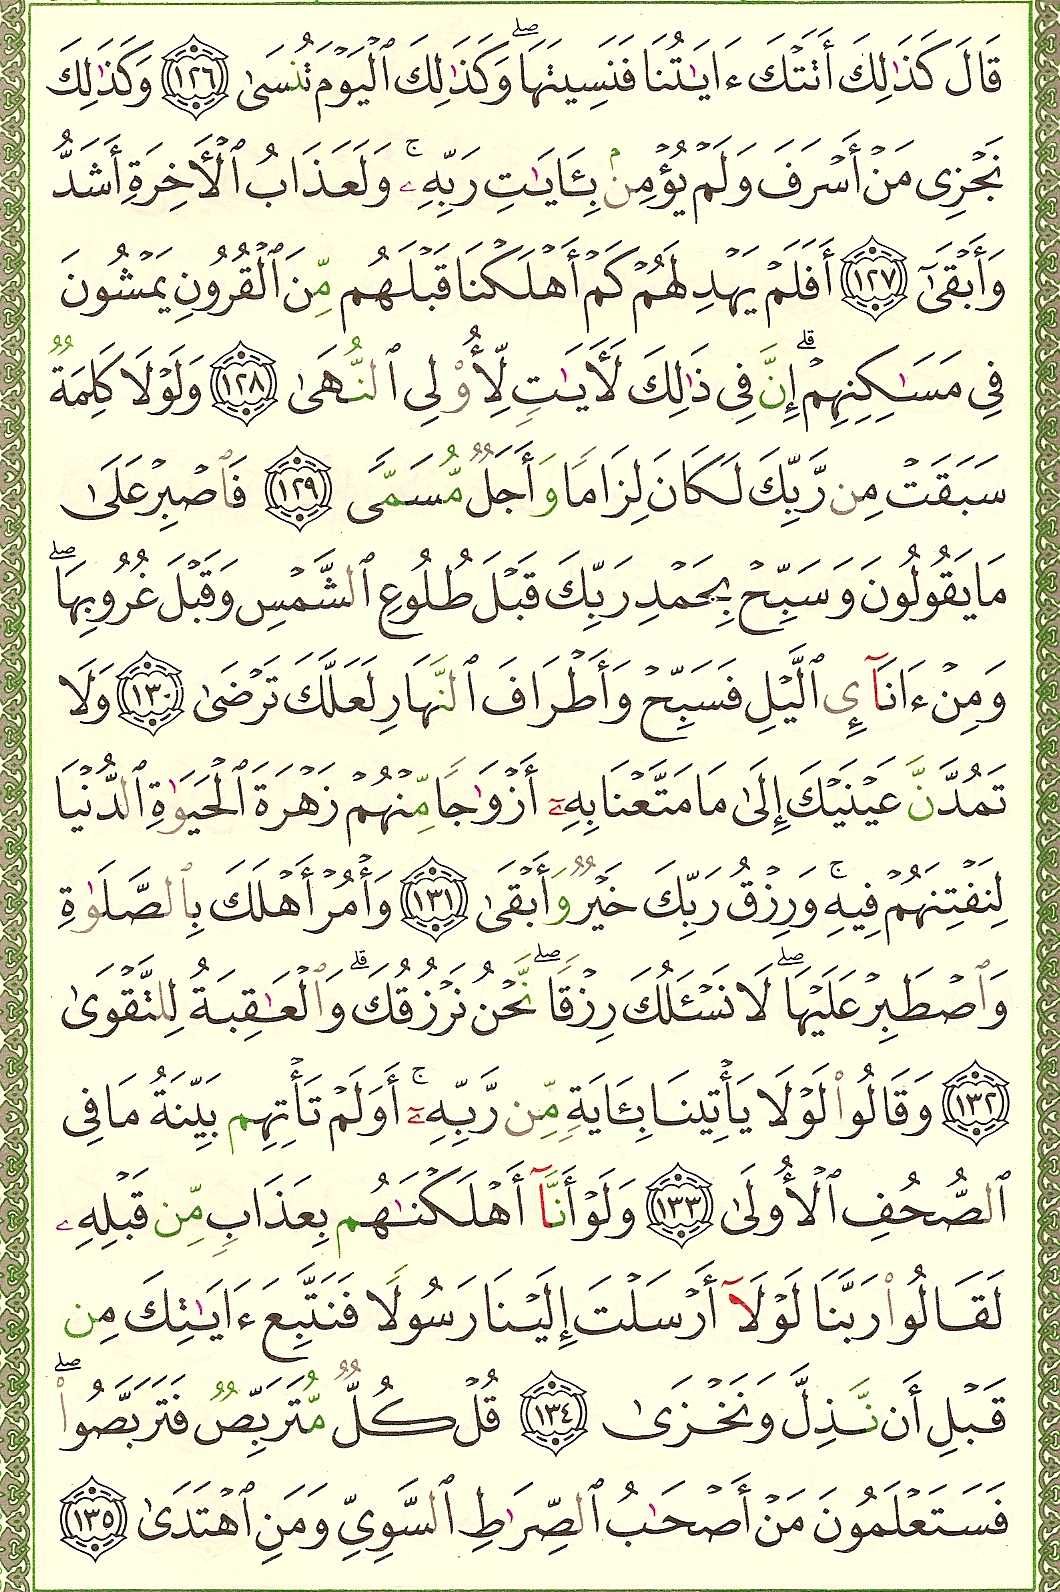 قَالَ كَذَٰلِكَ أَتَتْكَ ءَايَـٰتُنَا فَنَسِيتَهَا ۖ وَكَذَٰلِكَ ٱلْيَوْمَ تُنسَىٰ ١٢٦ وَكَذَٰلِكَ
نَجْزِى مَنْ أَسْرَفَ وَلَمْ يُؤْمِنۢ بِـَٔايَـٰتِ رَبِّهِۦ ۚ وَلَعَذَابُ ٱلْـَٔاخِرَةِ أَشَدُّ
وَأَبْقَىٰٓ ١٢٧ أَفَلَمْ يَهْدِ لَهُمْ كَمْ أَهْلَكْنَا قَبْلَهُم مِّنَ ٱلْقُرُونِ يَمْشُونَ
فِى مَسَـٰكِنِهِمْ ۗ إِنَّ فِى ذَٰلِكَ لَـَٔايَـٰتٍ لِّأُو۟لِى ٱلنُّهَىٰ ١٢٨ وَلَوْلَا كَلِمَةٌ
سَبَقَتْ مِن رَّبِّكَ لَكَانَ لِزَامًا وَأَجَلٌ مُّسَمًّى ١٢٩ فَٱصْبِرْ عَلَىٰ
مَا يَقُولُونَ وَسَبِّحْ بِحَمْدِ رَبِّكَ قَبْلَ طُلُوعِ ٱلشَّمْسِ وَقَبْلَ غُرُوبِهَا ۖ
وَمِنْ ءَانَآئِ ٱلَّيْلِ فَسَبِّحْ وَأَطْرَافَ ٱلنَّهَارِ لَعَلَّكَ تَرْضَىٰ ١٣٠ وَلَا
تَمُدَّنَّ عَيْنَيْكَ إِلَىٰ مَا مَتَّعْنَا بِهِۦٓ أَزْوَٰجًا مِّنْهُمْ زَهْرَةَ ٱلْحَيَوٰةِ ٱلدُّنْيَا
لِنَفْتِنَهُمْ فِيهِ ۚ وَرِزْقُ رَبِّكَ خَيْرٌ وَأَبْقَىٰ ١٣١ وَأْمُرْ أَهْلَكَ بِٱلصَّلَوٰةِ
وَٱصْطَبِرْ عَلَيْهَا ۖ لَا نَسْـَٔلُكَ رِزْقًا ۖ نَّحْنُ نَرْزُقُكَ ۗ وَٱلْعَـٰقِبَةُ لِلتَّقْوَىٰ
١٣٢ وَقَالُوا۟ لَوْلَا يَأْتِينَا بِـَٔايَةٍ مِّن رَّبِّهِۦٓ ۚ أَوَلَمْ تَأْتِهِم بَيِّنَةُ مَا فِى
ٱلصُّحُفِ ٱلْأُولَىٰ ١٣٣ وَلَوْ أَنَّآ أَهْلَكْنَـٰهُم بِعَذَابٍ مِّن قَبْلِهِۦ
لَقَالُوا۟ رَبَّنَا لَوْلَآ أَرْسَلْتَ إِلَيْنَا رَسُولًا فَنَتَّبِعَ ءَايَـٰتِكَ مِن
قَبْلِ أَن نَّذِلَّ وَنَخْزَىٰ ١٣٤ قُلْ كُلٌّ مُّتَرَبِّصٌ فَتَرَبَّصُوا۟ ۖ
فَسَتَعْلَمُونَ مَنْ أَصْحَـٰبُ ٱلصِّرَٰطِ ٱلسَّوِىِّ وَمَنِ ٱهْتَدَىٰ ١٣٥